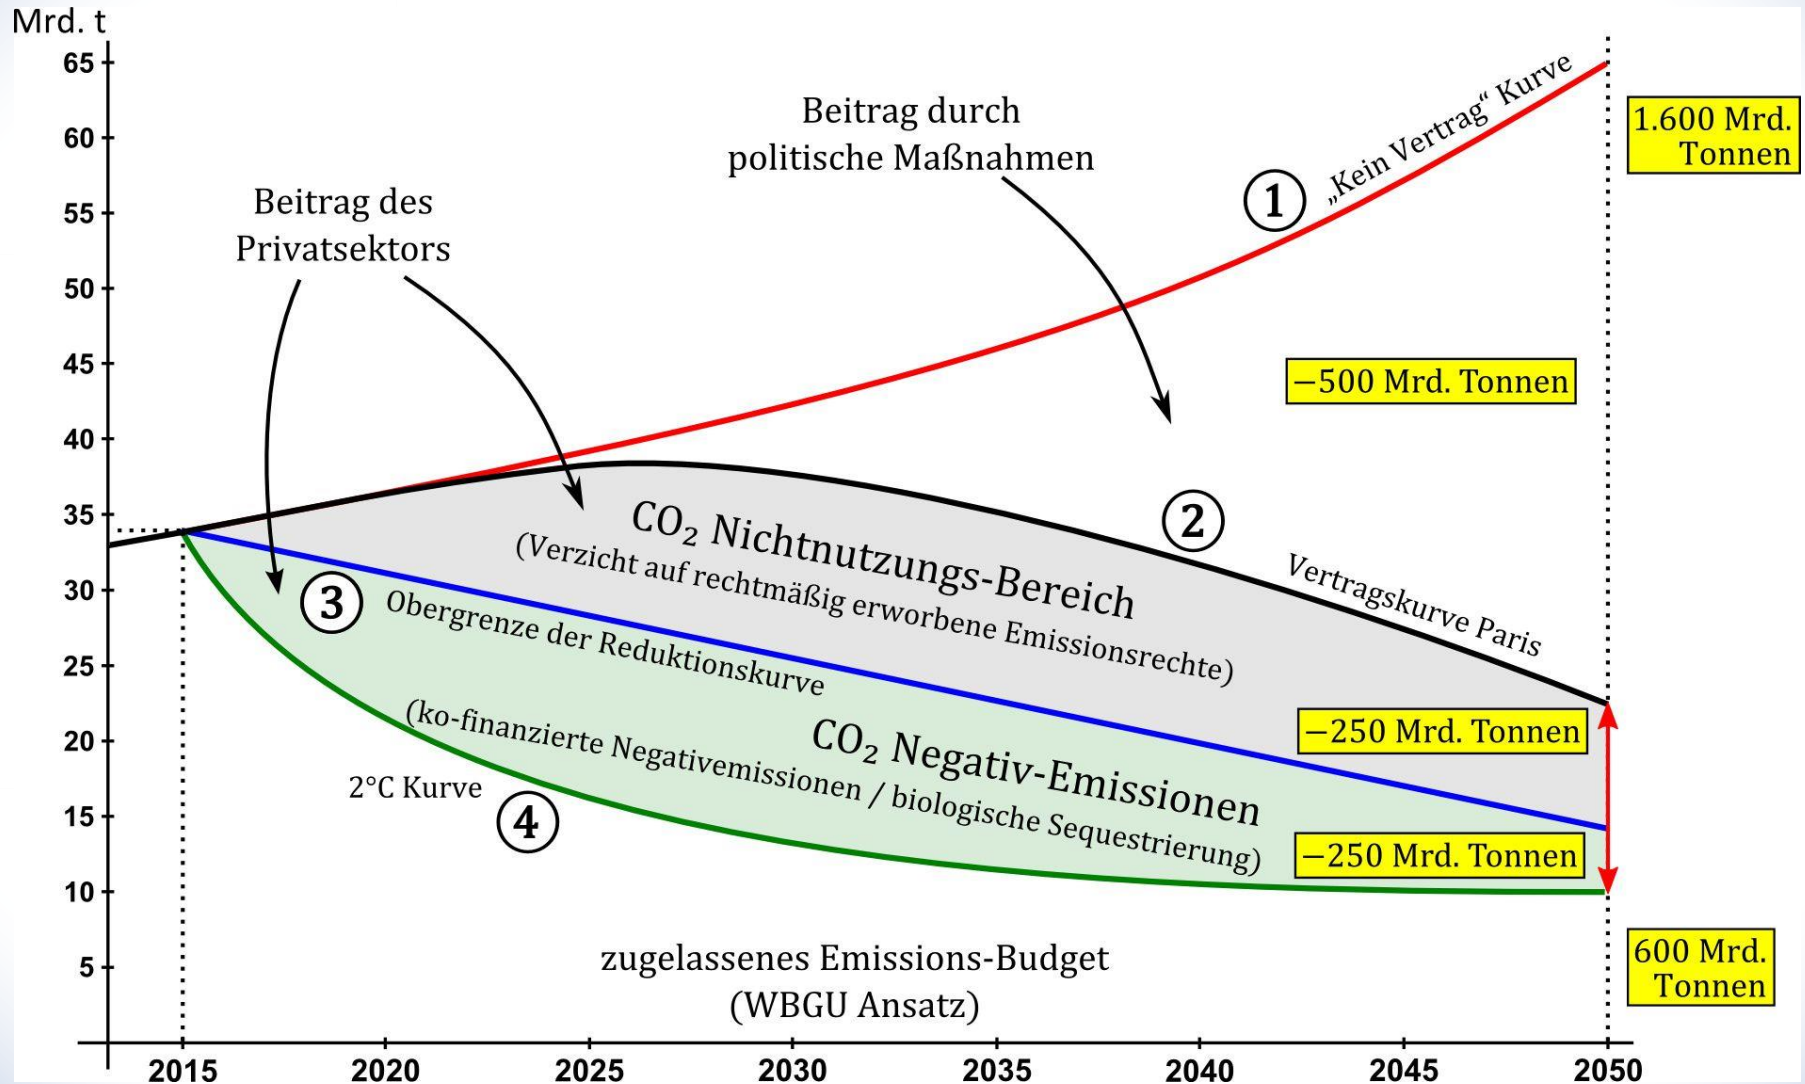 Mrd. t
65
60
55
50
45
40
35
30
25
20
15
10
5
2015
2020
2025
2030
2035
2040
2045
2050
Beitrag des
Privatsektors
Beitrag durch
politische Maßnahmen
1
„Kein Vertrag“ Kurve
1.600 Mrd.
Tonnen
−500 Mrd. Tonnen
2
Vertragskurve Paris
CO₂ Nichtnutzungs-Bereich
(Verzicht auf rechtmäßig erworbene Emissionsrechte)
−250 Mrd. Tonnen
3
Obergrenze der Reduktionskurve
CO₂ Negativ-Emissionen
(ko-finanzierte Negativemissionen / biologische Sequestrierung)
−250 Mrd. Tonnen
2°C Kurve
4
zugelassenes Emissions-Budget
(WBGU Ansatz)
600 Mrd.
Tonnen